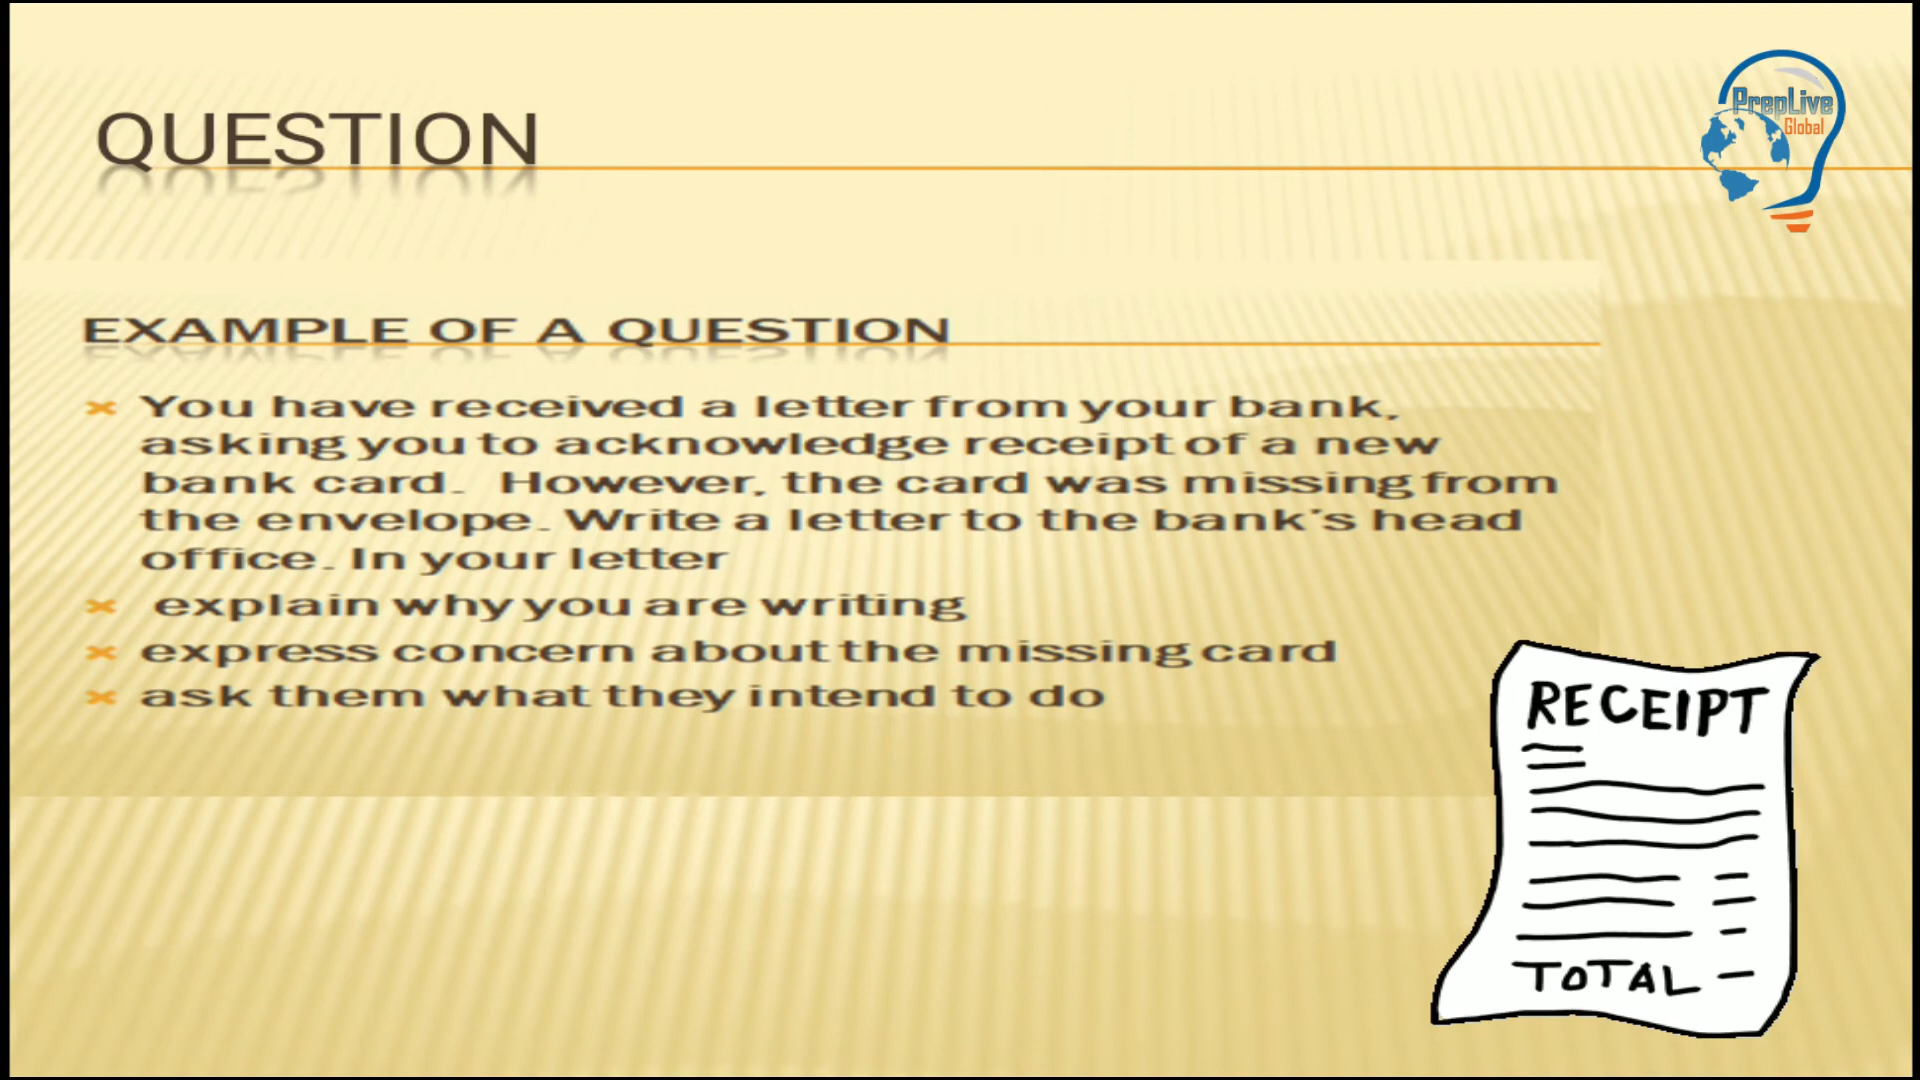 QUESTION
PrepLive
Global
EXAMPLE OF A QUESTION
You have received a letter from your bank,
asking you to acknowledge receipt of a new
bank card. However, the card was missing from
the envelope. Write a letter to the bank's head
office. In your letter
explain why you are writing
express concern about the missing card
ask them what they intend to do
RECEIPT
TOTAL